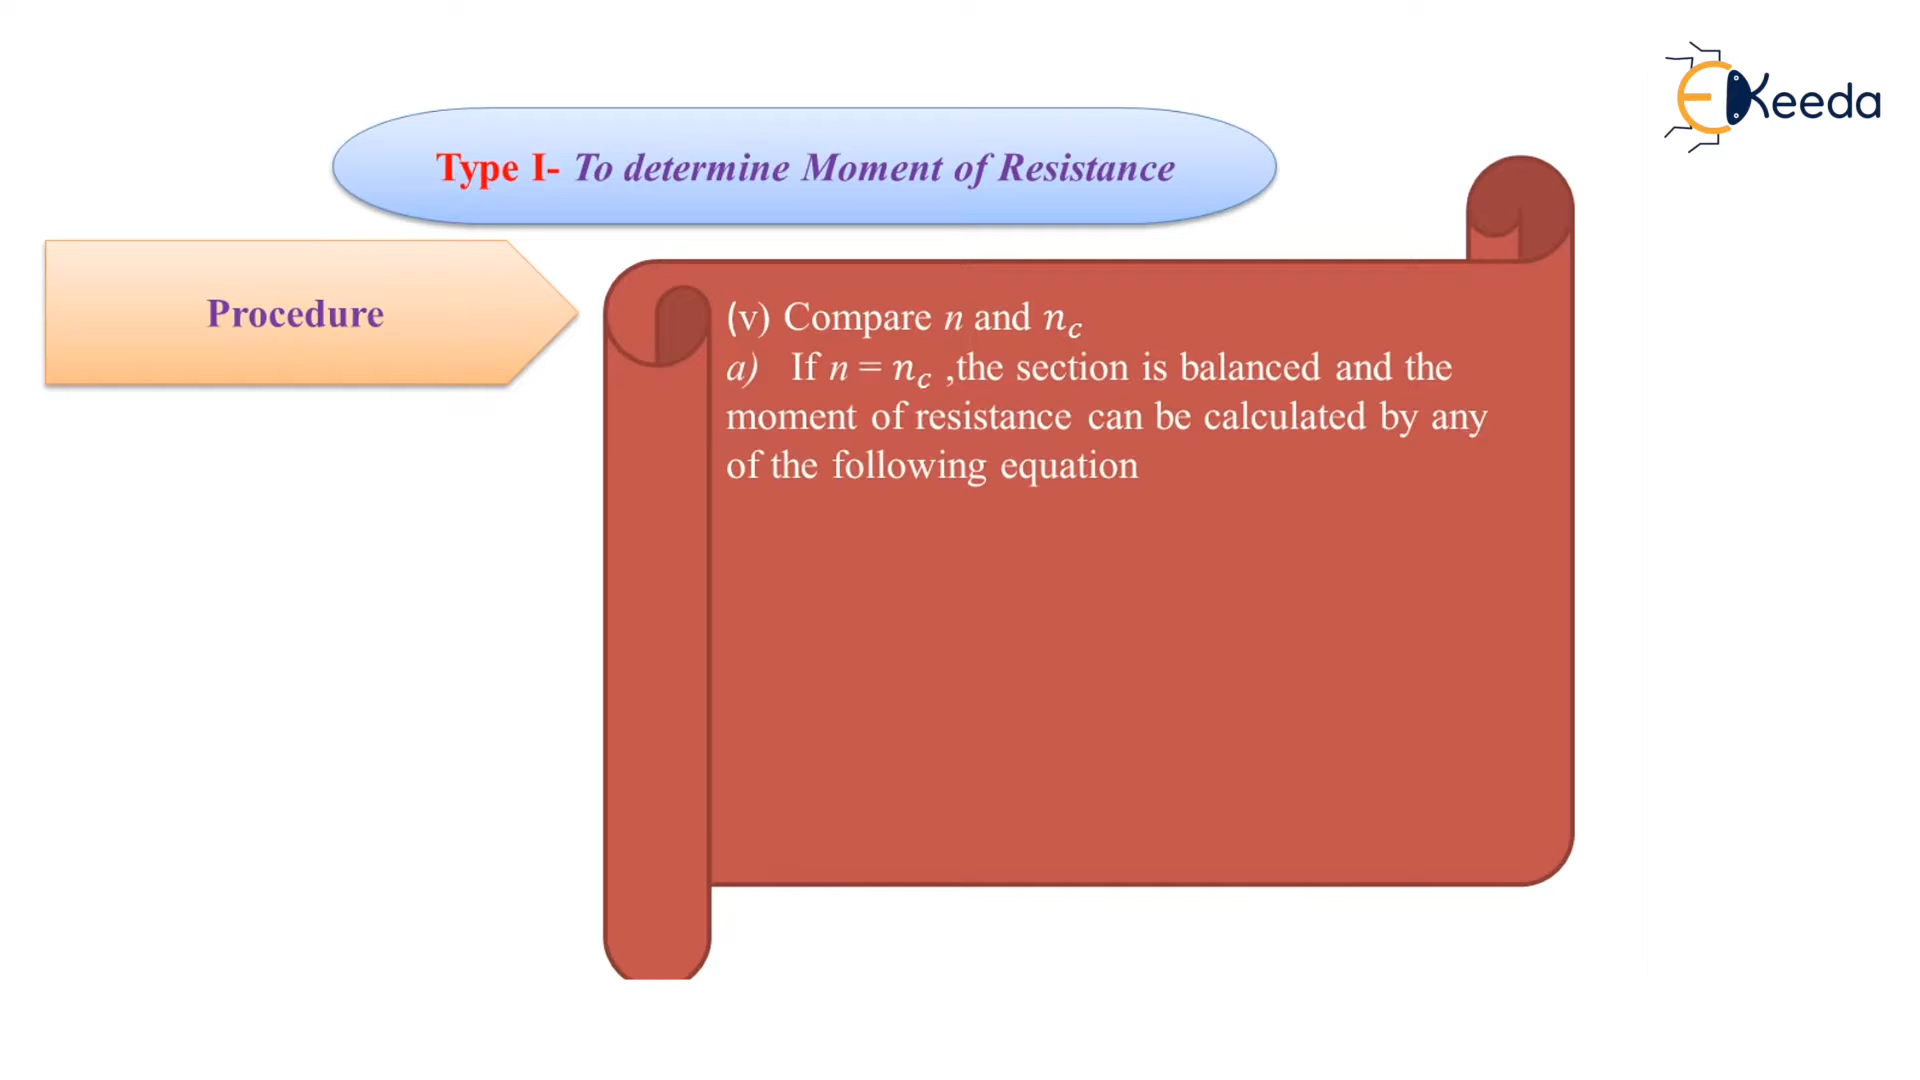 EKeeda
Type I- To determine Moment of Resistance
Procedure
(v) Compare n and n_c
a) If n = n_c ,the section is balanced and the
moment of resistance can be calculated by any
of the following equation